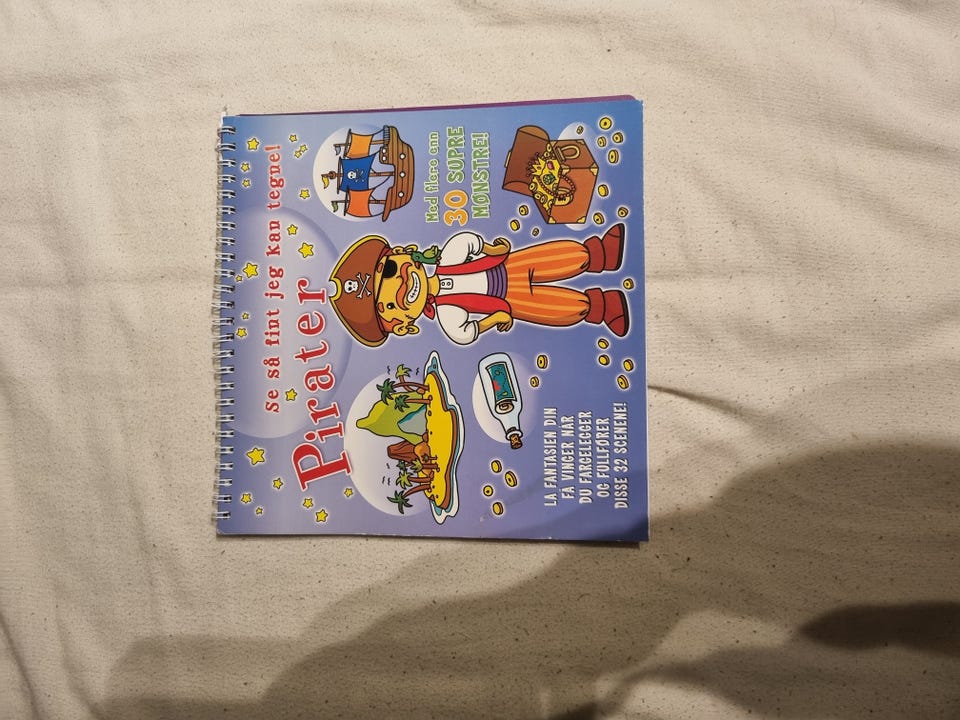 Se så fint jeg kan tegne!
Pirater
Med flere enn
30 SUPRE
MØNSTRE!
LA FANTASIEN DIN
FÅ VINGER NÅR
DU FARGELEGGER
OG FULLFØRER
DISSE 32 SCENENE!